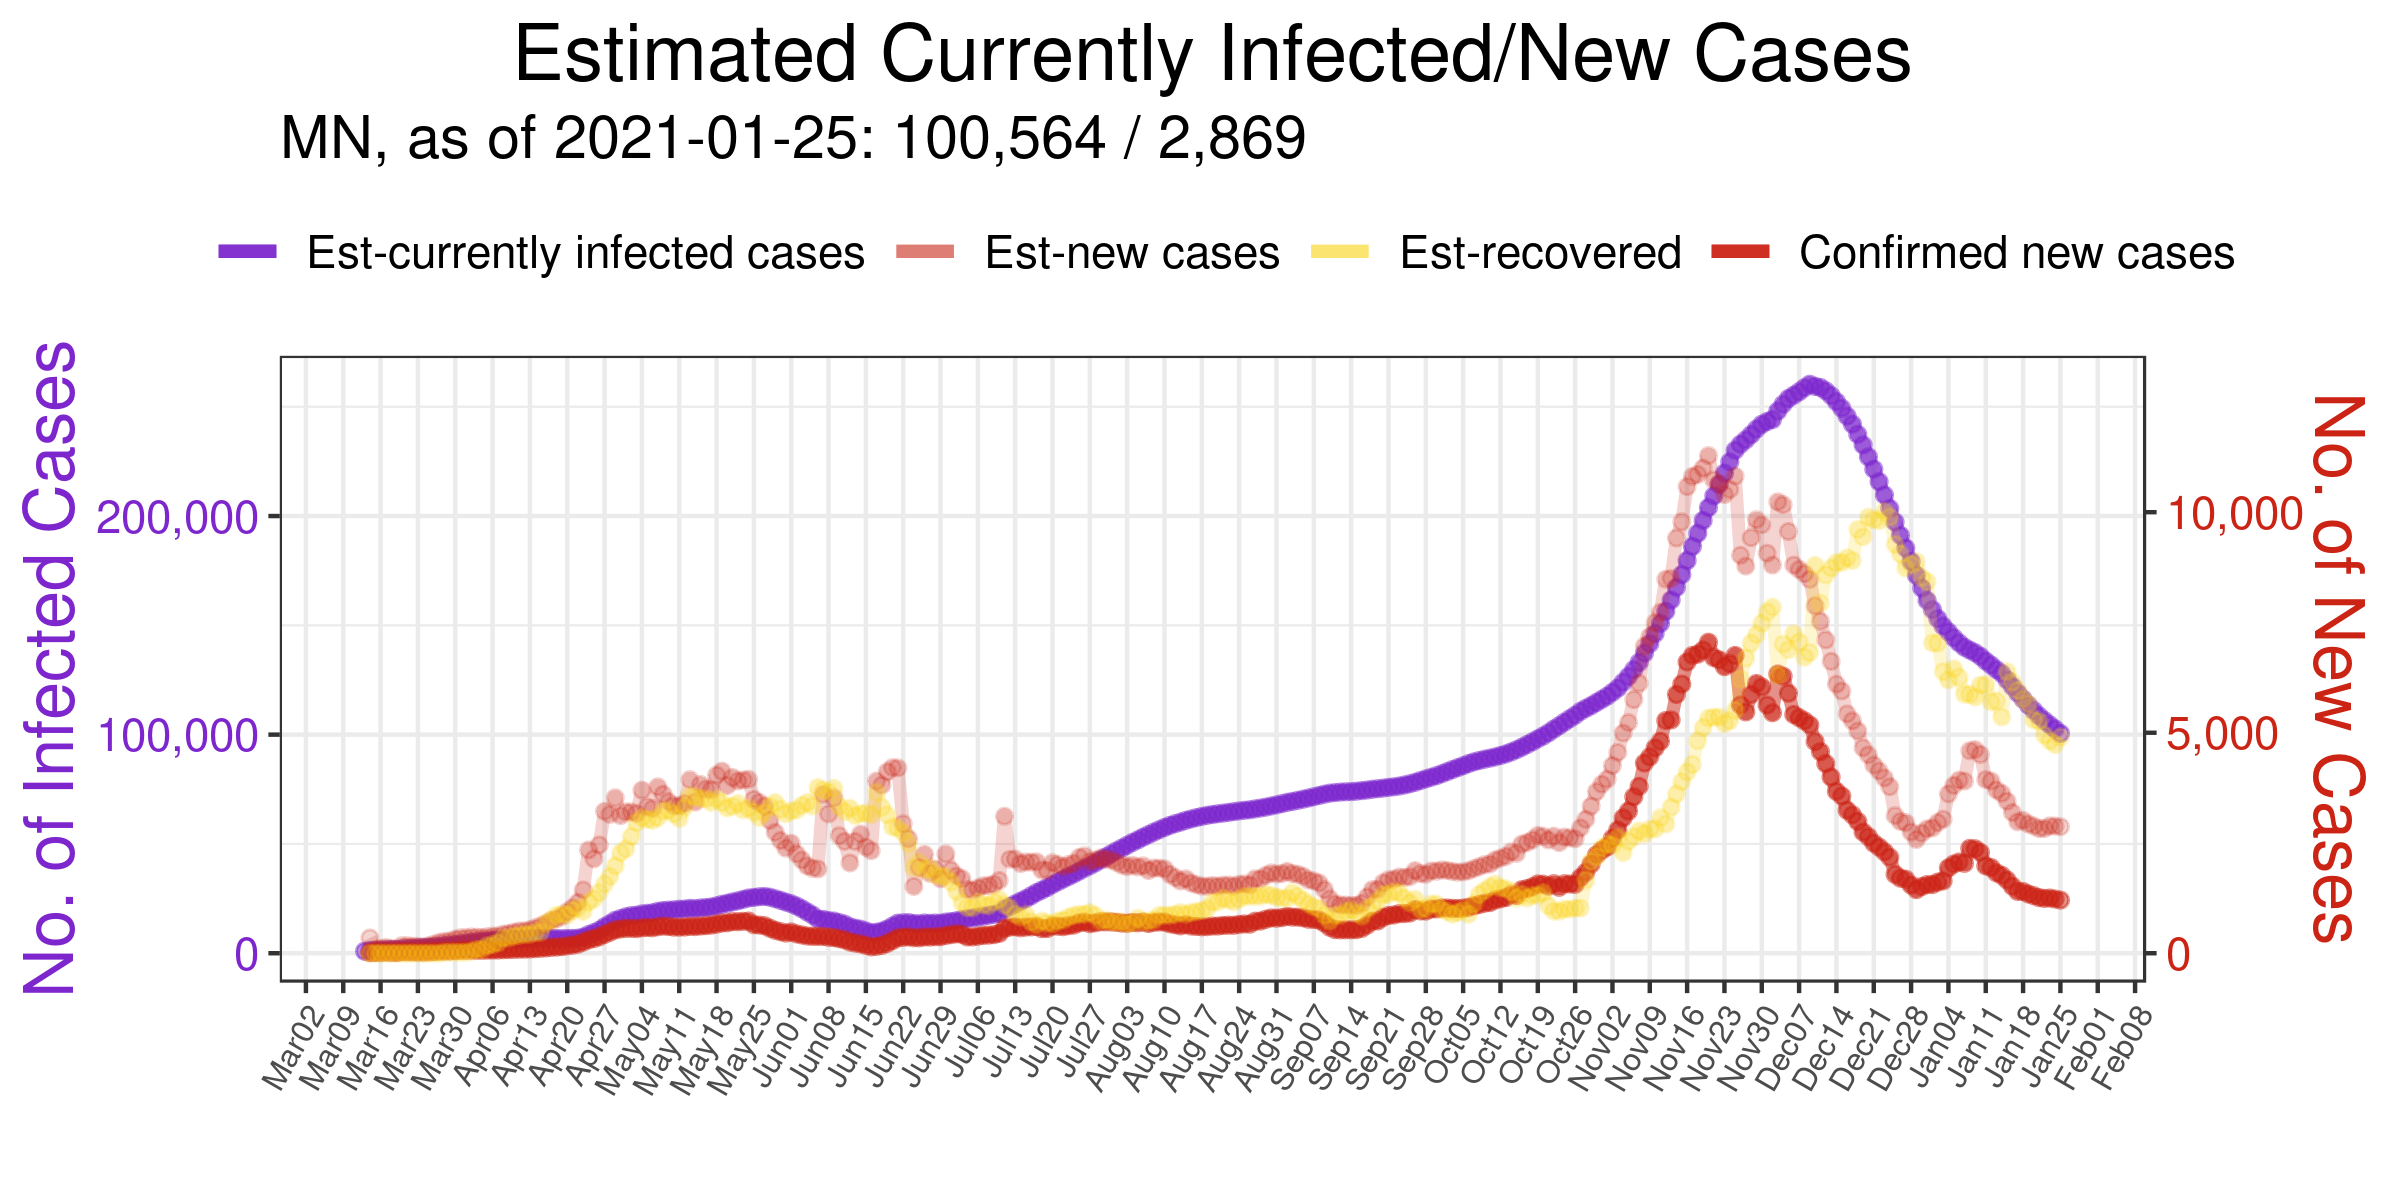 Estimated Currently Infected/New Cases
MN, as of 2021-01-25: 100,564 / 2,869
Est-currently infected cases
Est-new cases
Est-recovered
Confirmed new cases
No. of Infected Cases
200,000
100,000
0
10,000
5,000
0
No. of New Cases
Mar02
Mar09
Mar16
Mar23
Mar30
Apr06
Apr13
Apr20
Apr27
May04
May11
May18
May25
Jun01
Jun08
Jun15
Jun22
Jun29
Jul06
Jul13
Jul20
Jul27
Aug03
Aug10
Aug17
Aug24
Aug31
Sep07
Sep14
Sep21
Sep28
Oct05
Oct12
Oct19
Oct26
Nov02
Nov09
Nov16
Nov23
Nov30
Dec07
Dec14
Dec21
Dec28
Jan04
Jan11
Jan18
Jan25
Feb01
Feb08